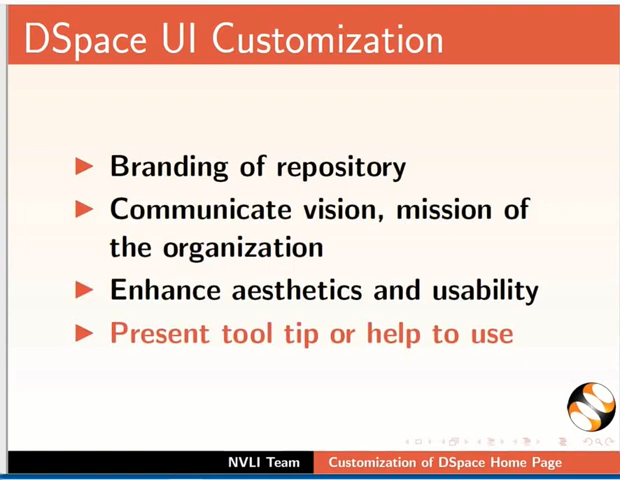 DSpace UI Customization
Branding of repository
Communicate vision, mission of
the organization
Enhance aesthetics and usability
Present tool tip or help to use
NVLI Team
Customization of DSpace Home Page